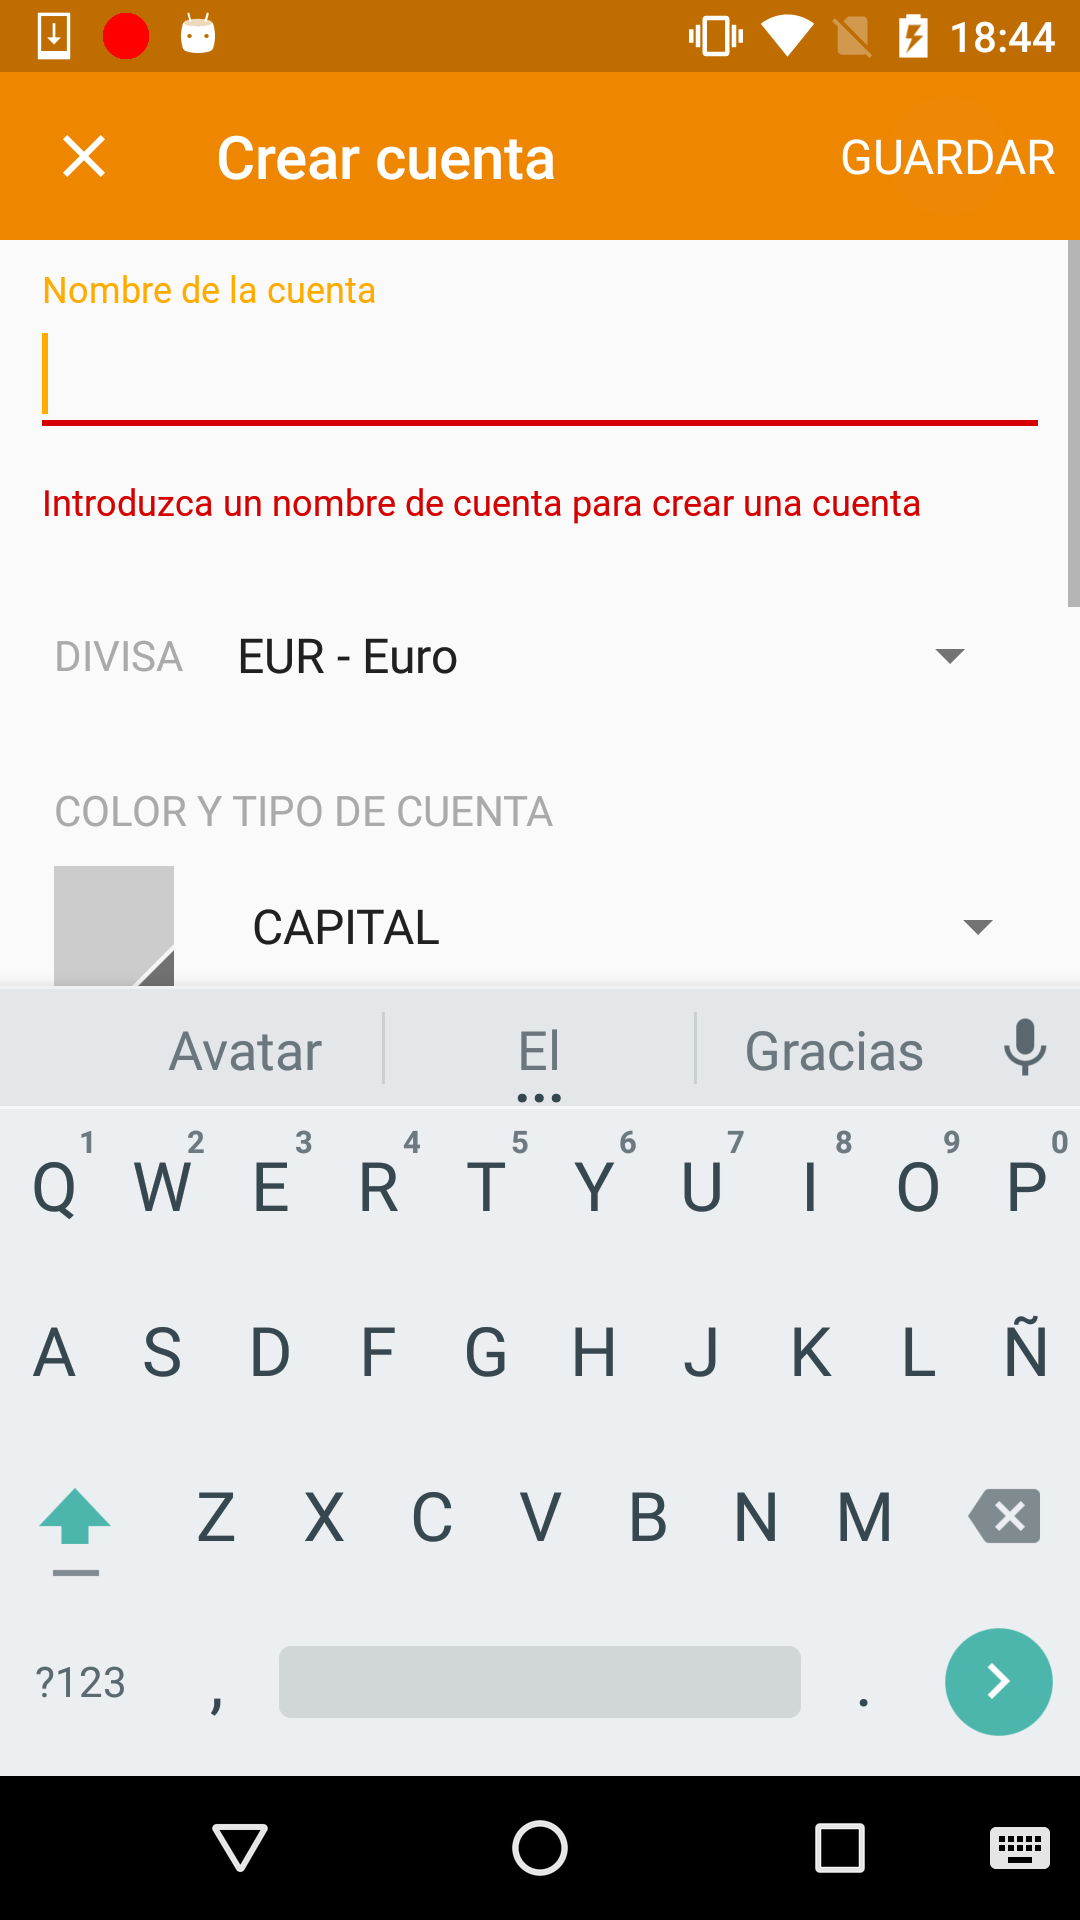 18:44
Crear cuenta GUARDAR
Nombre de la cuenta
Introduzca un nombre de cuenta para crear una cuenta
DIVISA EUR - Euro
COLOR Y TIPO DE CUENTA
CAPITAL
Avatar El Gracias
1 2 3 4 5 6 7 8 9 0
Q W E R T Y U I O P
A S D F G H J K L Ñ
Z X C V B N M
?123 , .